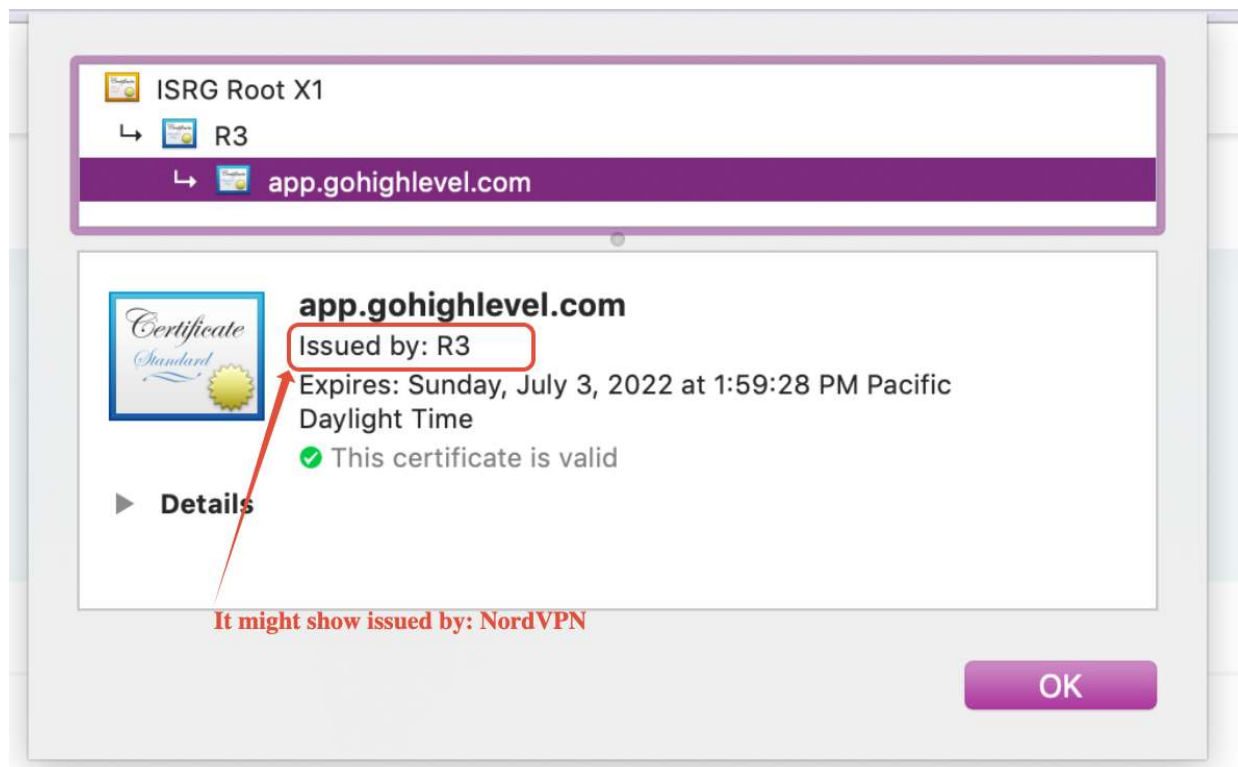 ISRG Root X1
R3
app.gohighlevel.com
Certificate
Standard
app.gohighlevel.com
Issued by: R3
Expires: Sunday, July 3, 2022 at 1:59:28 PM Pacific
Daylight Time
This certificate is valid
Details
It might show issued by: NordVPN
OK